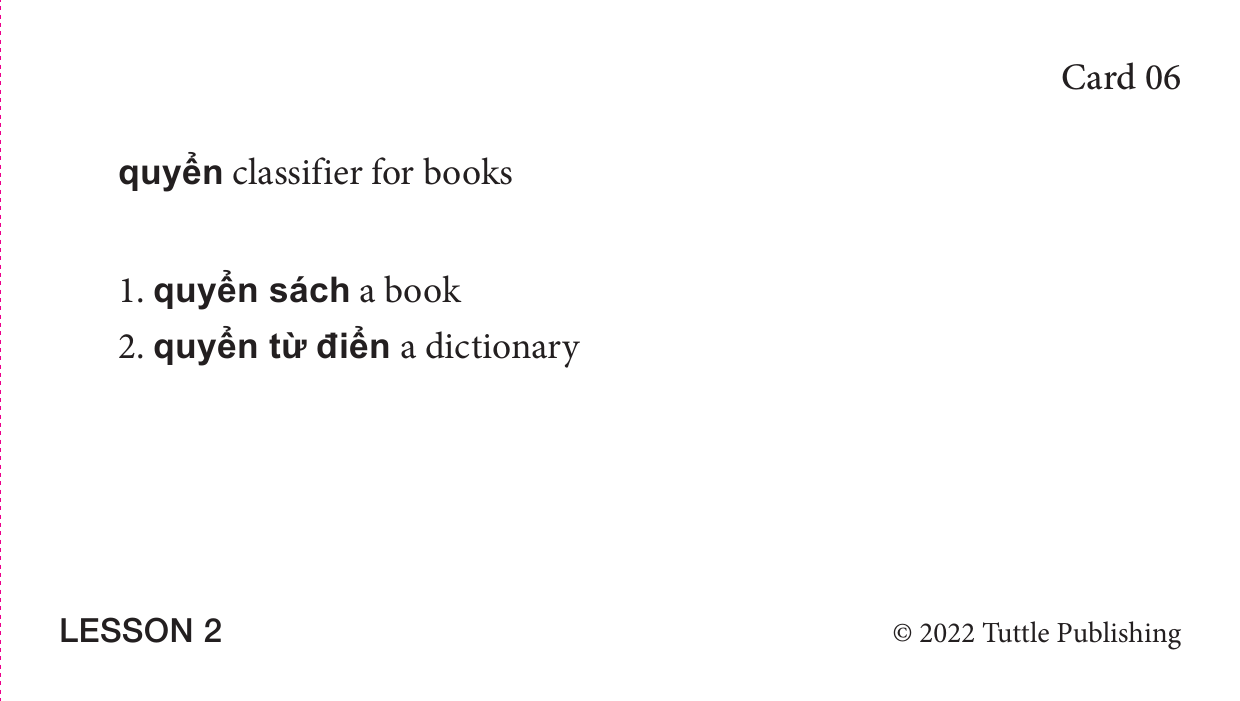 Card 06
quyển classifier for books
1. quyển sách a book
2. quyển từ điển a dictionary
LESSON 2
© 2022 Tuttle Publishing